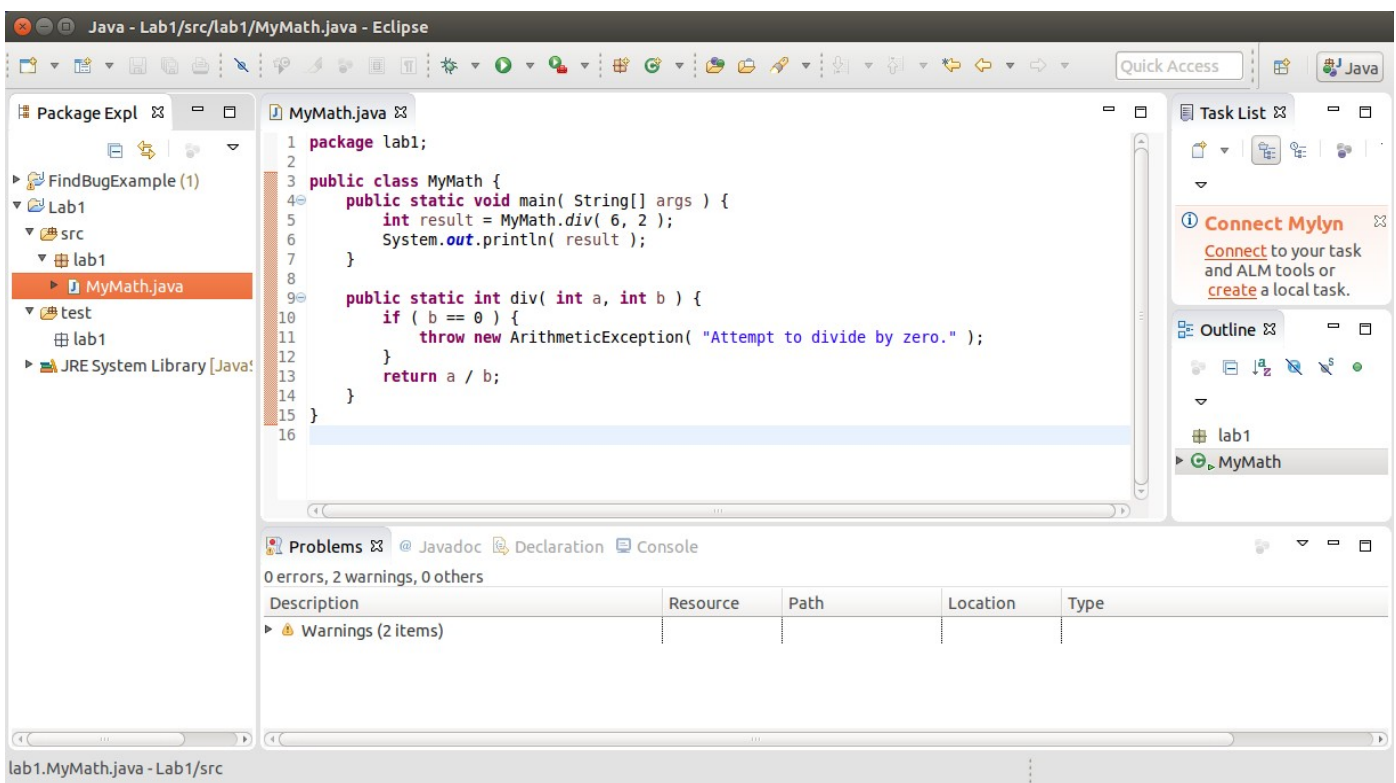 Java - Lab1/src/lab1/MyMath.java - Eclipse
Quick Access
Java
Package Expl
FindBugExample (1)
Lab1
src
lab1
MyMath.java
test
lab1
JRE System Library [JavaS
MyMath.java
1 package lab1;
2
3 public class MyMath {
4 public static void main( String[] args ) {
5 int result = MyMath.div( 6, 2 );
6 System.out.println( result );
7 }
8
9 public static int div( int a, int b ) {
10 if ( b == 0 ) {
11 throw new ArithmeticException( "Attempt to divide by zero." );
12 }
13 return a / b;
14 }
15 }
16
Task List
Connect Mylyn
Connect to your task
and ALM tools or
create a local task.
Outline
lab1
MyMath
Problems @ Javadoc Declaration Console
0 errors, 2 warnings, 0 others
Description Resource Path Location Type
Warnings (2 items)
lab1.MyMath.java - Lab1/src